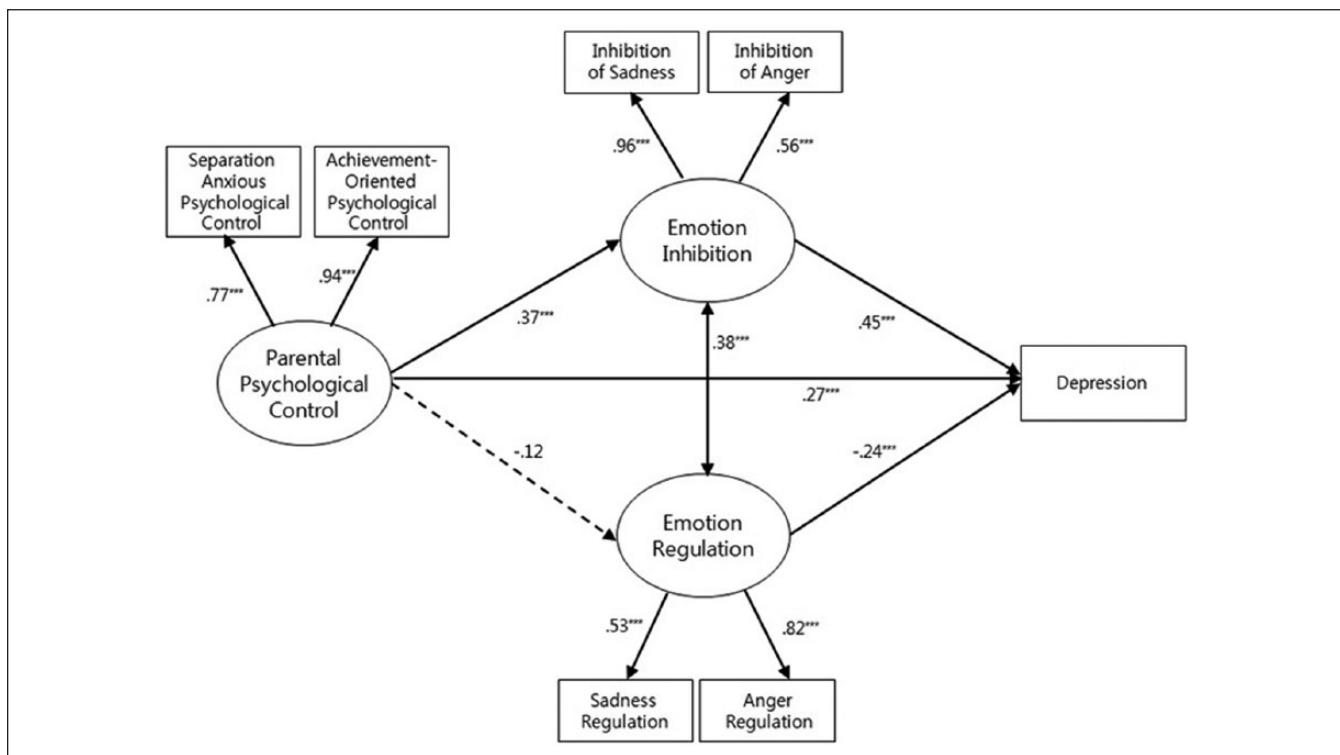 Inhibition
of Sadness
Inhibition
of Anger
.96***
.56***
Separation
Anxious
Psychological
Control
Achievement-
Oriented
Psychological
Control
.77***
.94***
Emotion
Inhibition
.37***
.38***
.45***
Parental
Psychological
Control
.27***
Depression
-.12
-.24***
Emotion
Regulation
.53***
.82***
Sadness
Regulation
Anger
Regulation